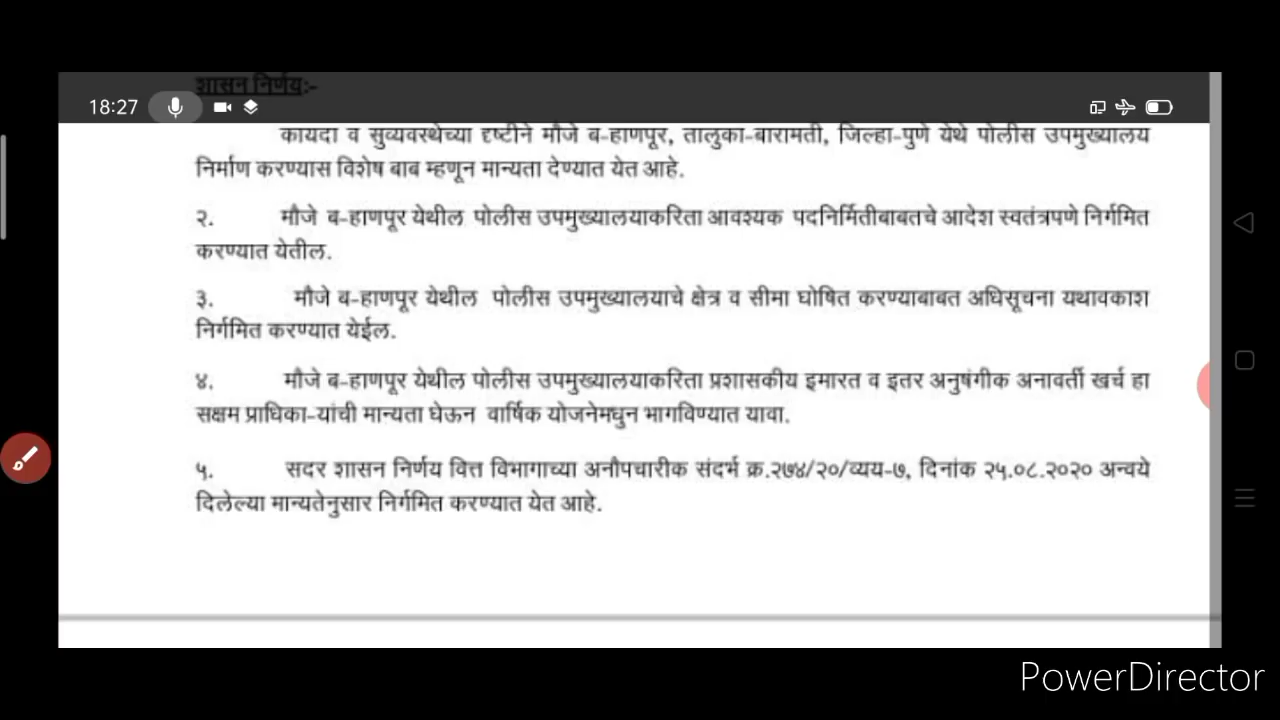 शासन निर्णय:-
18:27
कायदा व सुव्यवस्थेच्या दृष्टीने मौजे ब-हाणपूर, तालुका-बारामती, जिल्हा-पुणे येथे पोलीस उपमुख्यालय
निर्माण करण्यास विशेष बाब म्हणून मान्यता देण्यात येत आहे.
२. मौजे ब-हाणपूर येथील पोलीस उपमुख्यालयाकरिता आवश्यक पदनिर्मितीबाबतचे आदेश स्वतंत्रपणे निर्गमित
करण्यात येतील.
३. मौजे ब-हाणपूर येथील पोलीस उपमुख्यालयाचे क्षेत्र व सीमा घोषित करण्याबाबत अधिसूचना यथावकाश
निर्गमित करण्यात येईल.
४. मौजे ब-हाणपूर येथील पोलीस उपमुख्यालयाकरिता प्रशासकीय इमारत व इतर अनुषंगीक अनावर्ती खर्च हा
सक्षम प्राधिका-यांची मान्यता घेऊन वार्षिक योजनेमधुन भागविण्यात यावा.
५. सदर शासन निर्णय वित्त विभागाच्या अनौपचारीक संदर्भ क्र.२७४/२०/व्यय-७, दिनांक २५.०८.२०२० अन्वये
दिलेल्या मान्यतेनुसार निर्गमित करण्यात येत आहे.
PowerDirector